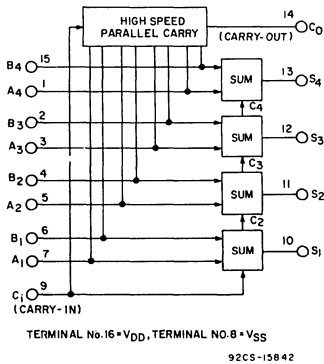 HIGH SPEED
PARALLEL CARRY
14
C0
(CARRY-OUT)
B4 15
A4 1
SUM
13
S4
C4
B3 2
A3 3
SUM
12
S3
C3
B2 4
A2 5
SUM
11
S2
C2
B1 6
A1 7
SUM
10
S1
Ci 9
(CARRY-IN)
TERMINAL No.16=VDD, TERMINAL NO.8=VSS
92CS-15842